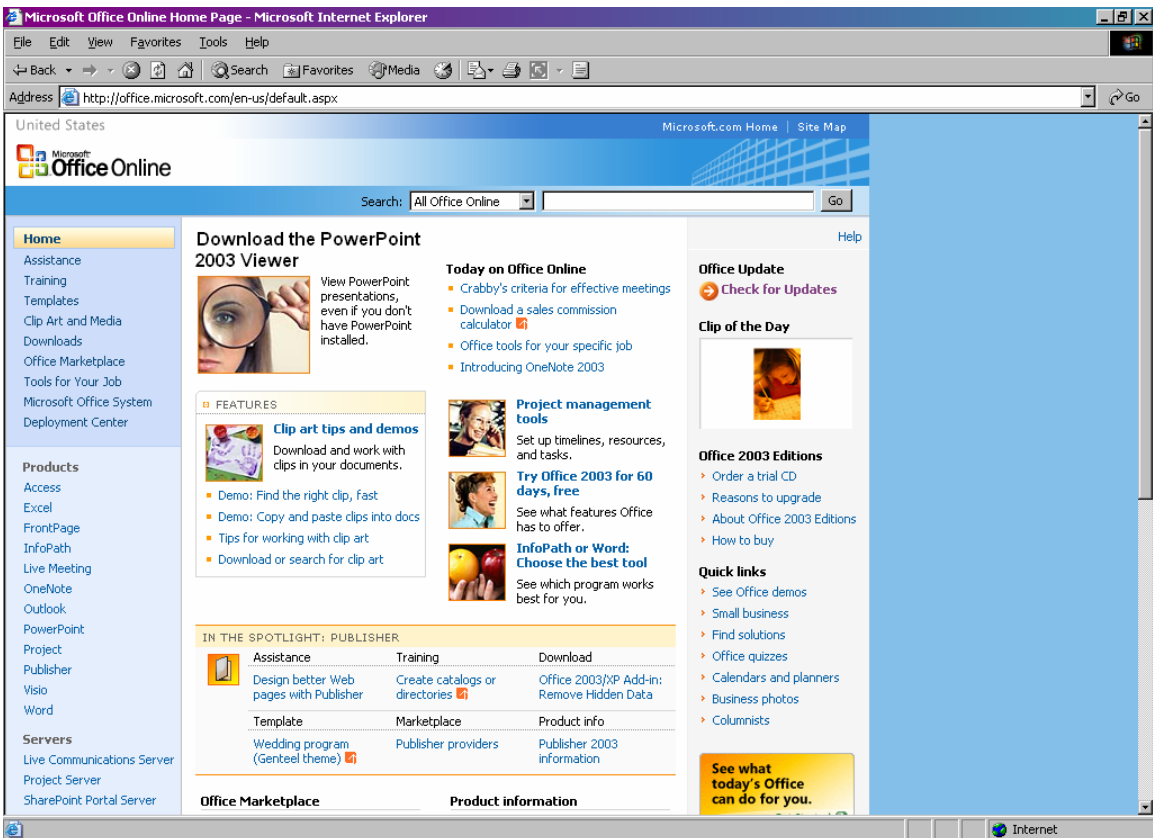 Microsoft Office Online Home Page - Microsoft Internet Explorer
File Edit View Favorites Tools Help
Back Search Favorites Media
Address http://office.microsoft.com/en-us/default.aspx Go
United States
Microsoft.com Home | Site Map
Microsoft
Office Online
Search: All Office Online Go
Home
Assistance
Training
Templates
Clip Art and Media
Downloads
Office Marketplace
Tools for Your Job
Microsoft Office System
Deployment Center
Products
Access
Excel
FrontPage
InfoPath
Live Meeting
OneNote
Outlook
PowerPoint
Project
Publisher
Visio
Word
Servers
Live Communications Server
Project Server
SharePoint Portal Server
Download the PowerPoint
2003 Viewer
View PowerPoint
presentations,
even if you don't
have PowerPoint
installed.
FEATURES
Clip art tips and demos
Download and work with
clips in your documents.
Demo: Find the right clip, fast
Demo: Copy and paste clips into docs
Tips for working with clip art
Download or search for clip art
Today on Office Online
Crabby's criteria for effective meetings
Download a sales commission
calculator
Office tools for your specific job
Introducing OneNote 2003
Project management
tools
Set up timelines, resources,
and tasks.
Try Office 2003 for 60
days, free
See what features Office
has to offer.
InfoPath or Word:
Choose the best tool
See which program works
best for you.
IN THE SPOTLIGHT: PUBLISHER
Assistance Training Download
Design better Web
pages with Publisher
Create catalogs or
directories
Office 2003/XP Add-in:
Remove Hidden Data
Template Marketplace Product info
Wedding program
(Genteel theme)
Publisher providers
Publisher 2003
information
Office Marketplace Product information
Help
Office Update
Check for Updates
Clip of the Day
Office 2003 Editions
Order a trial CD
Reasons to upgrade
About Office 2003 Editions
How to buy
Quick links
See Office demos
Small business
Find solutions
Office quizzes
Calendars and planners
Business photos
Columnists
See what
today's Office
can do for you.
Internet